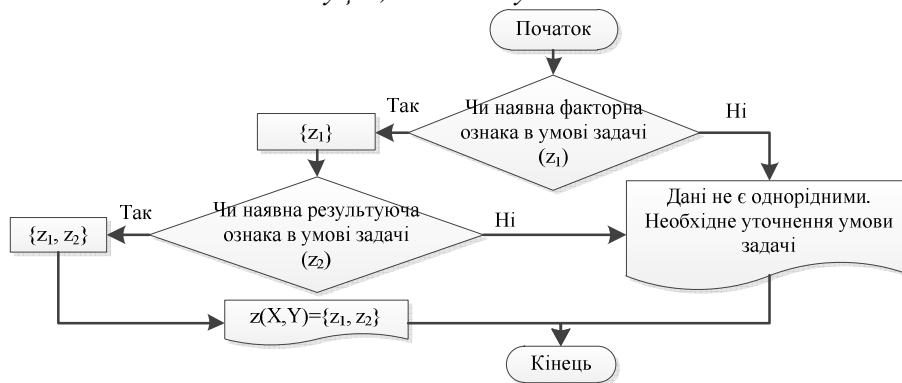 Початок
Чи наявна факторна
ознака в умові задачі
(z₁)
Так
Ні
{z₁}
Дані не є однорідними.
Необхідне уточнення умови
задачі
Чи наявна результуюча
ознака в умові задачі
(z₂)
Так
Ні
{z₁, z₂}
z(X,Y)={z₁, z₂}
Кінець